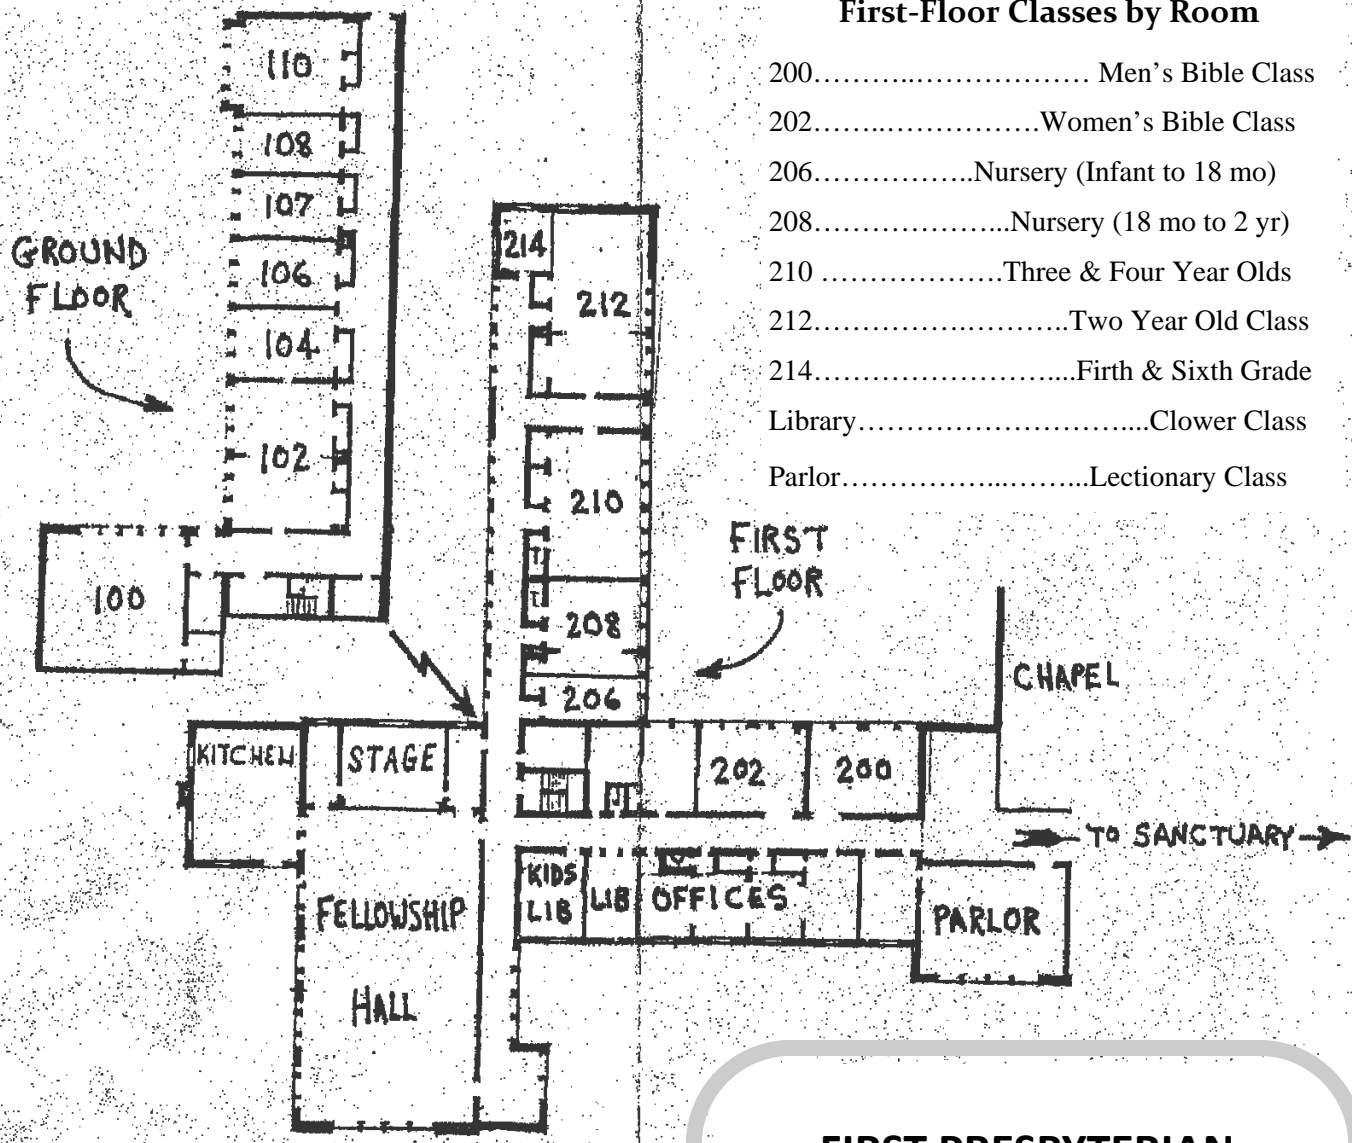 First-Floor Classes by Room
200………..……………… Men’s Bible Class
202……..…………….Women’s Bible Class
206……………..Nursery (Infant to 18 mo)
208………………...Nursery (18 mo to 2 yr)
210 ……………….Three & Four Year Olds
212…………………….……..Two Year Old Class
214……………………....Firth & Sixth Grade
Library………………………....Clower Class
Parlor……………...……...Lectionary Class
GROUND
FLOOR
110
108
107
106
104
102
100
FIRST
FLOOR
214
212
210
208
206
202
200
CHAPEL
KITCHEN
STAGE
TO SANCTUARY
KIDS
LIB
LIB
OFFICES
PARLOR
FELLOWSHIP
HALL
FIRST PRESBYTERIAN